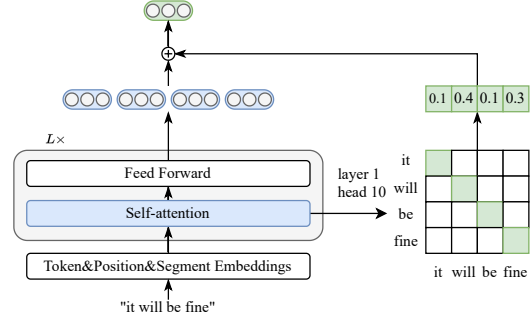 0.1 0.4 0.1 0.3
L×
Feed Forward
Self-attention
Token&Position&Segment Embeddings
"it will be fine"
layer 1
head 10
it
will
be
fine
it will be fine